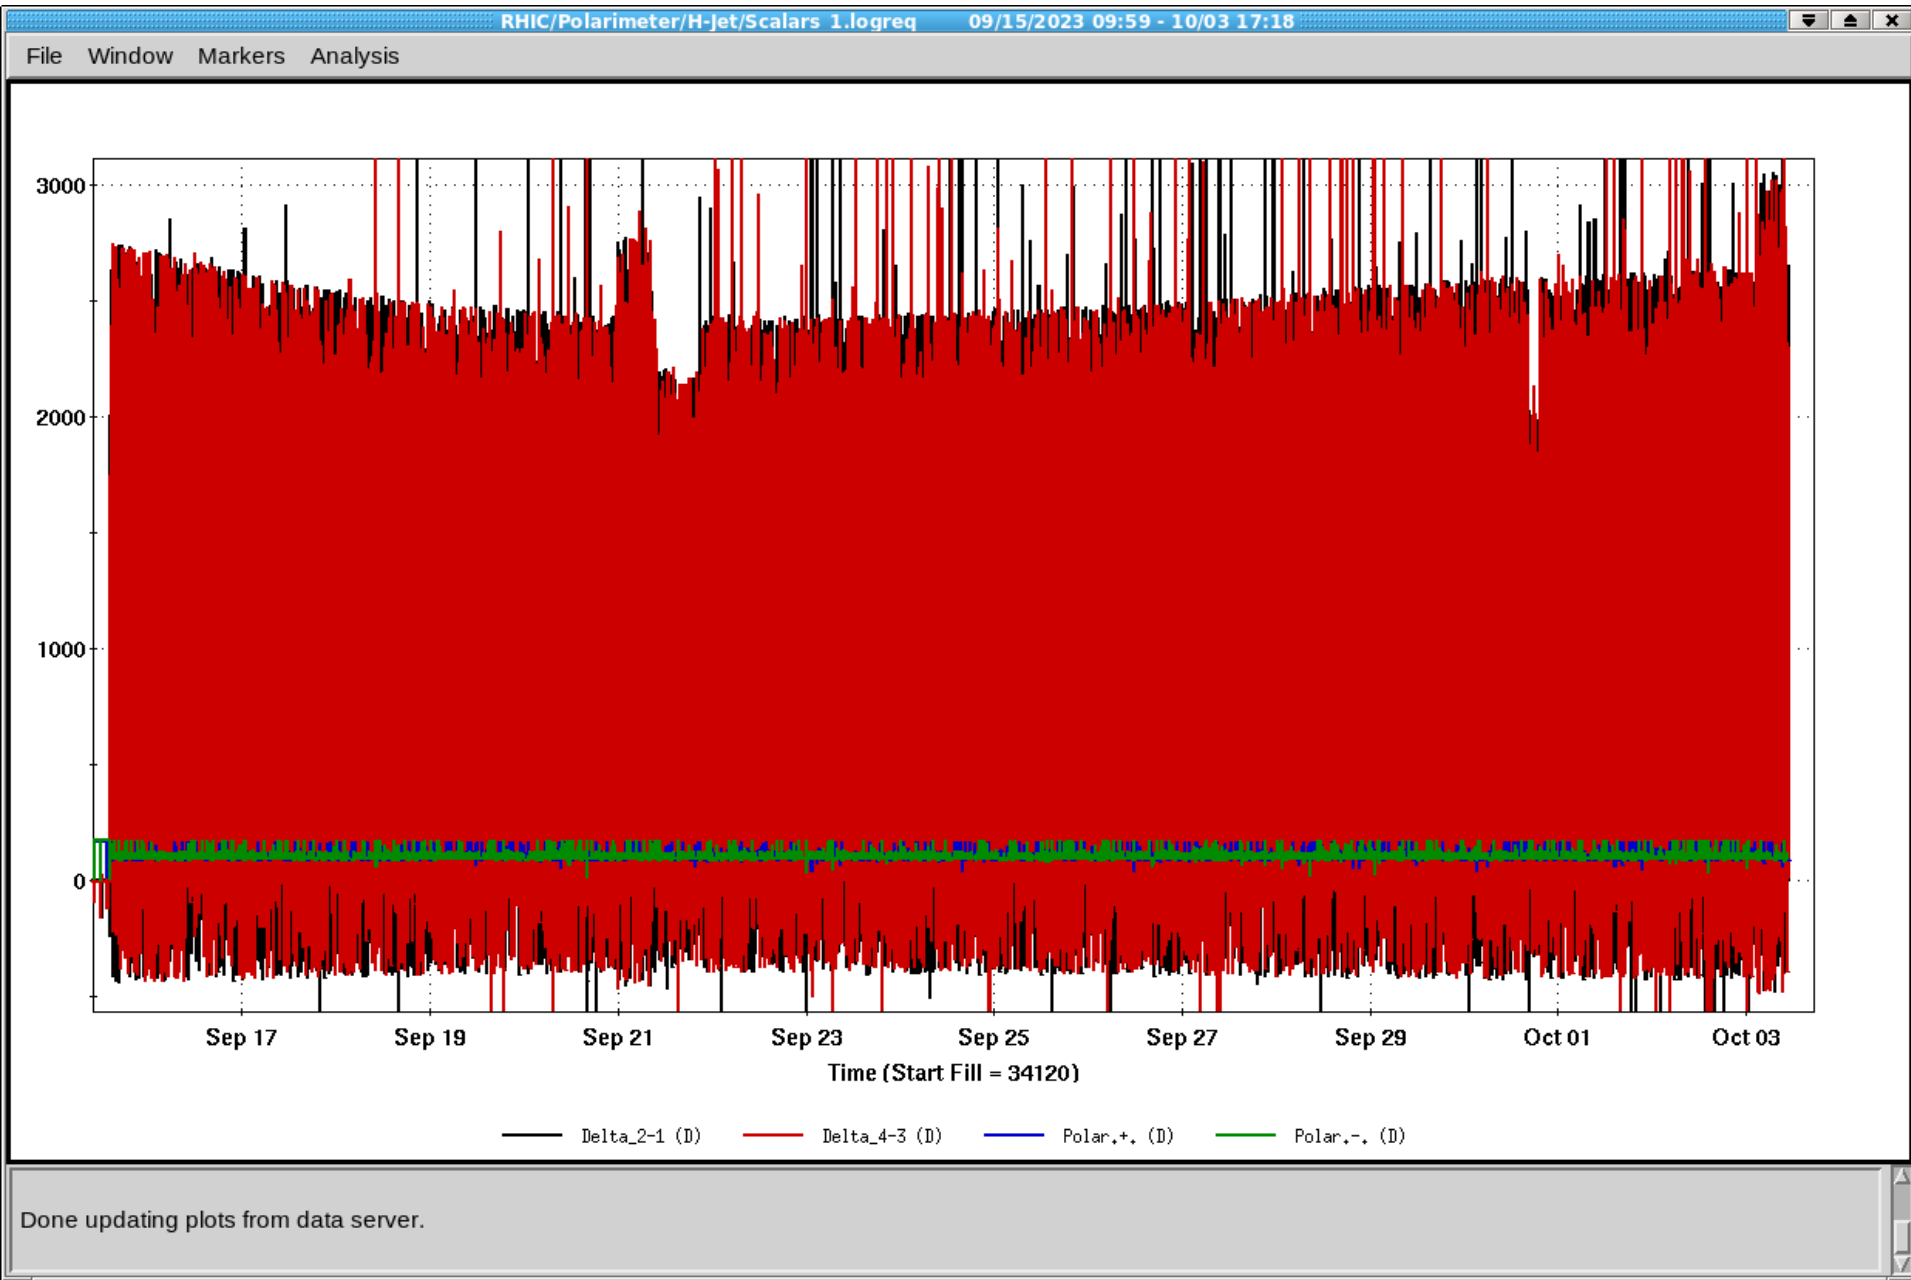 RHIC/Polarimeter/H-Jet/Scalars 1.logreq 09/15/2023 09:59 - 10/03 17:18
File Window Markers Analysis
3000
2000
1000
0
Sep 17 Sep 19 Sep 21 Sep 23 Sep 25 Sep 27 Sep 29 Oct 01 Oct 03
Time (Start Fill = 34120)
Delta_2-1 (D) Delta_4-3 (D) Polar.+. (D) Polar.-. (D)
Done updating plots from data server.